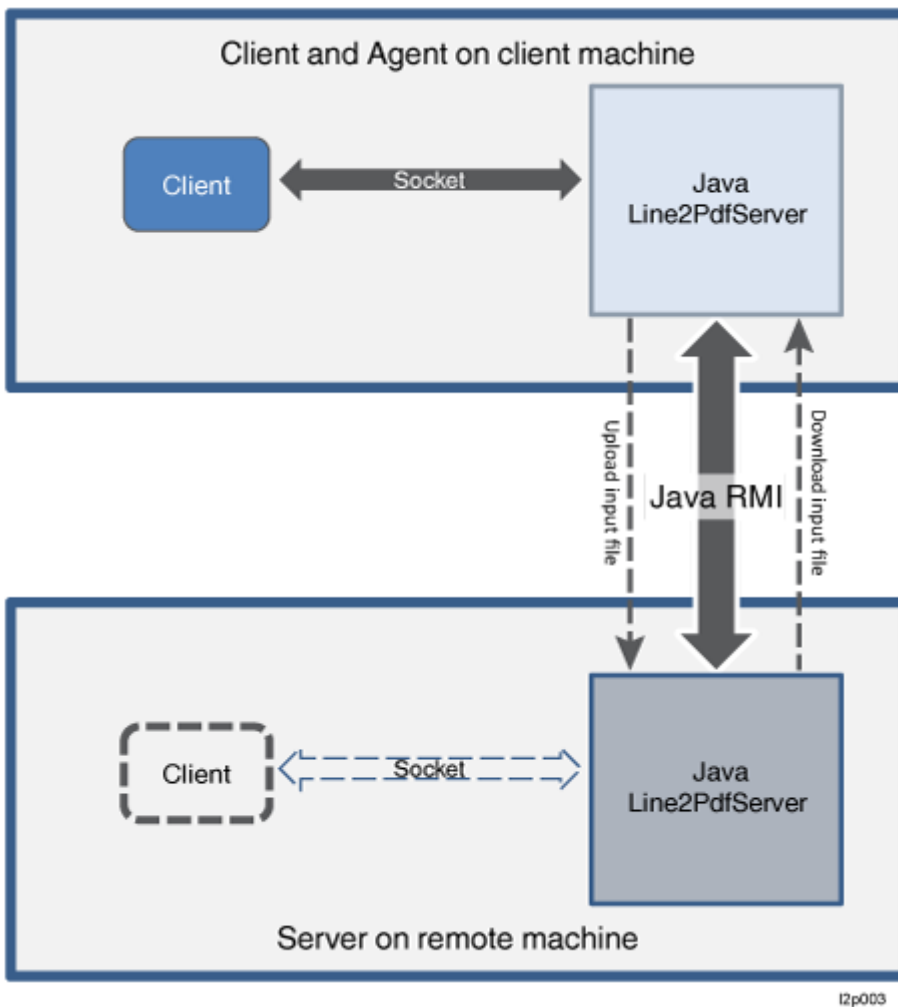 Client and Agent on client machine
Client
Socket
Java
Line2PdfServer
Upload input file
Java RMI
Download input file
Client
Socket
Java
Line2PdfServer
Server on remote machine
l2p003